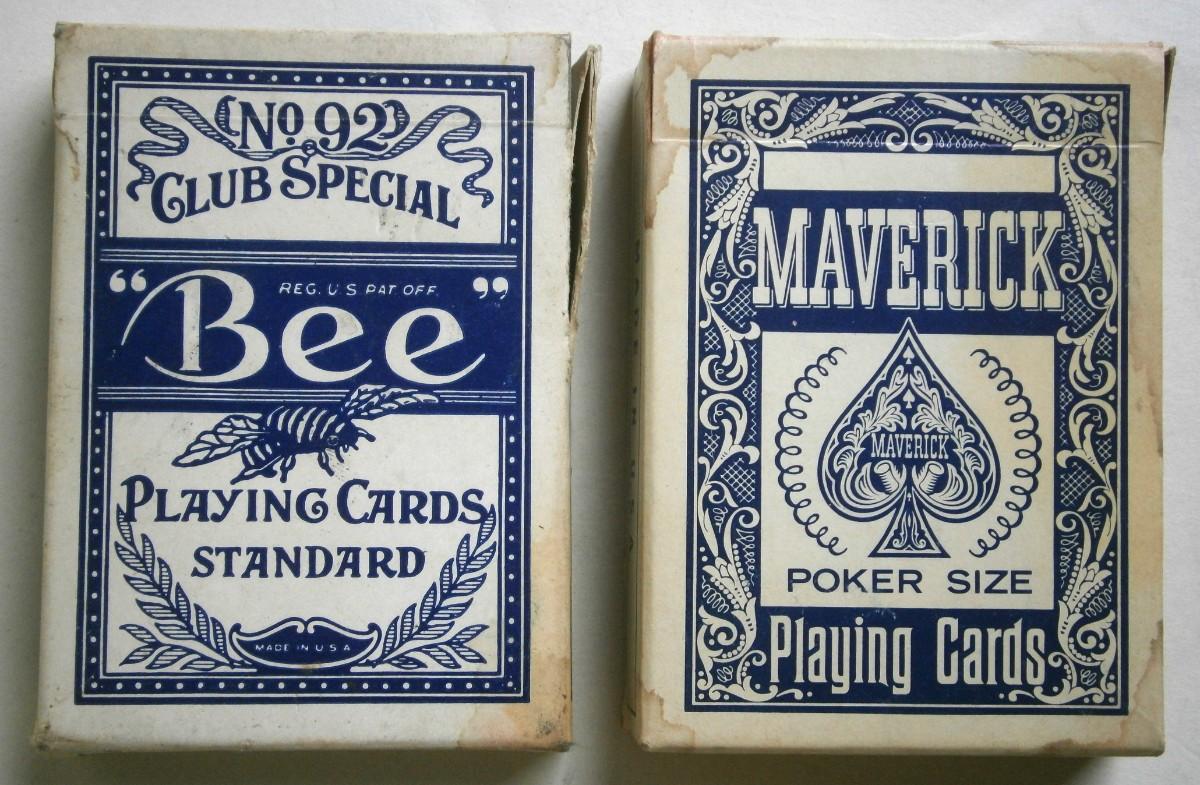 No. 92
CLUB SPECIAL
“Bee”
REG. U S PAT OFF.
PLAYING CARDS
STANDARD
MADE IN U S A
MAVERICK
MAVERICK
POKER SIZE
Playing Cards